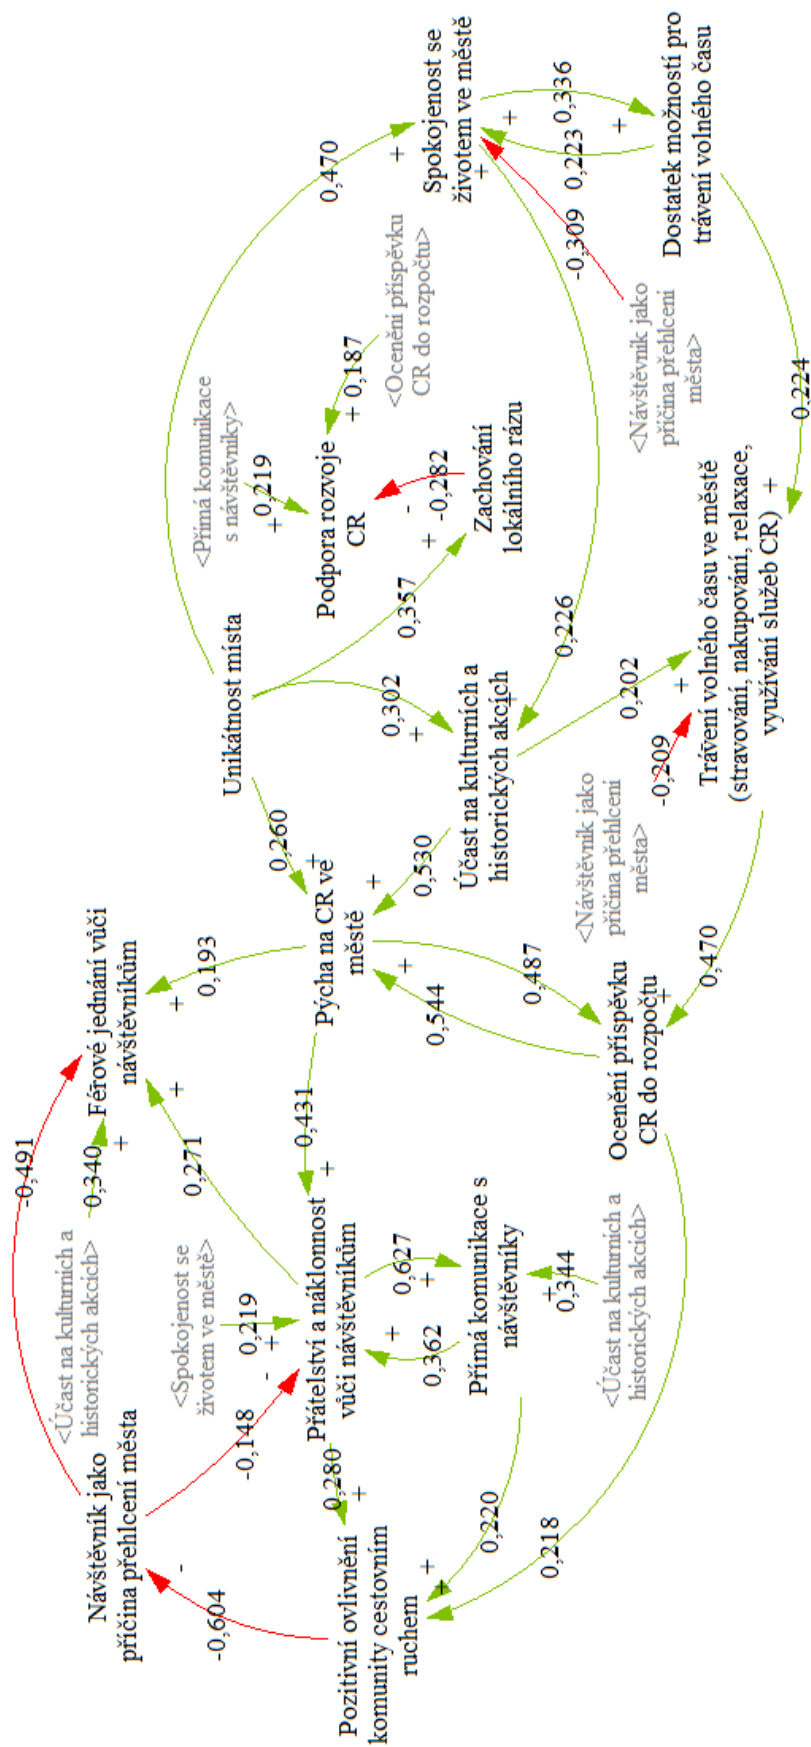 Návštěvník jako
příčina přehlcení města
-0,491
<Účast na kulturních a
historických akcích>
0,340
+
Férové jednání vůči
návštěvníkům
-
-0,604
<Spokojenost se
životem ve městě>
0,219
+
-0,148
-
0,271
+
0,193
+
Pozitivní ovlivnění
komunity cestovním
ruchem
0,280
+
Přátelství a náklonnost
vůči návštěvníkům
0,431
+
Pýcha na CR ve
městě
0,260
+
Unikátnost místa
<Přímá komunikace
s návštěvníky>
+
0,219
Podpora rozvoje
CR
+
0,187
<Ocenění příspěvku
CR do rozpočtu>
0,470
+
Spokojenost se
životem ve městě
+
0,627
+
0,362
+
Přímá komunikace s
návštěvníky
+
0,344
<Účast na kulturních a
historických akcích>
0,220
+
0,218
+
0,544
+
0,487
Ocenění příspěvku
CR do rozpočtu
+
0,530
+
Účast na kulturních a
historických akcích
+
0,302
+
0,357
+
-
-0,282
Zachování
lokálního rázu
0,226
0,336
+
0,223
+
-0,309
<Návštěvník jako
příčina přehlcení
města>
Dostatek možností pro
trávení volného času
0,470
<Návštěvník jako
příčina přehlcení
města>
-0,209
+
0,202
Trávení volného času ve městě
(stravování, nakupování, relaxace,
využívání služeb CR)
+
0,224